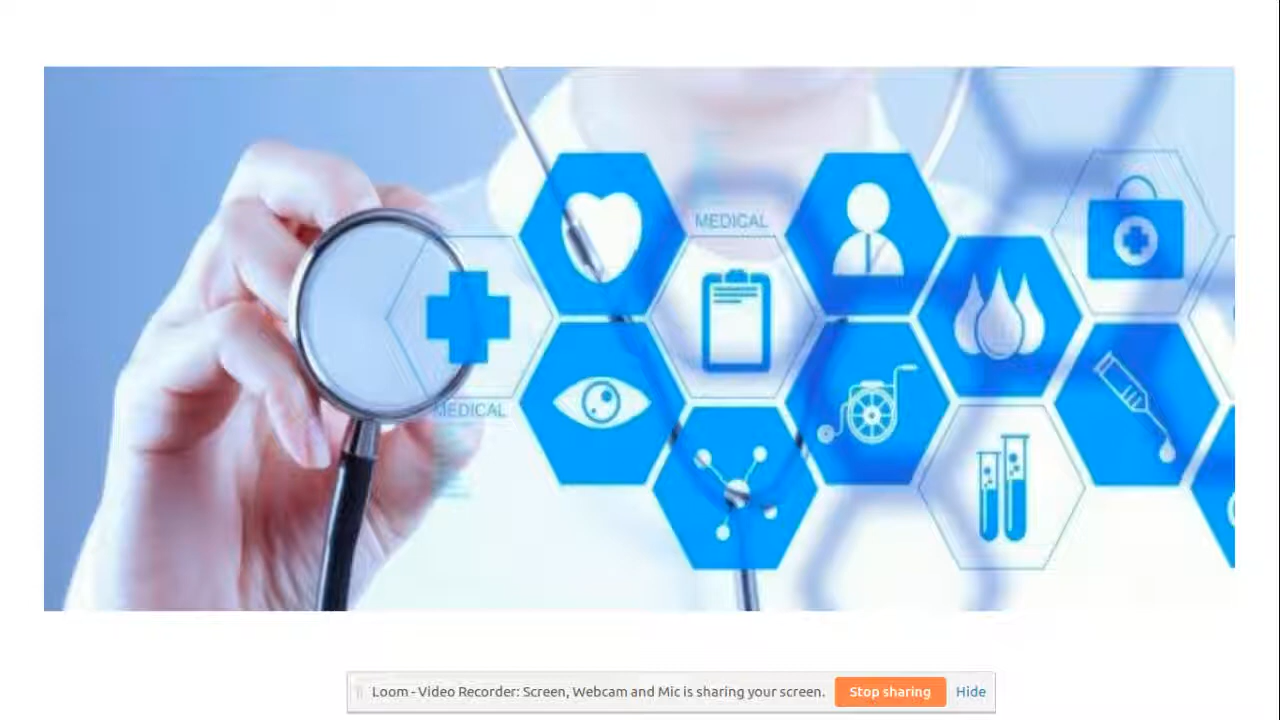 MEDICAL
MEDICAL
Loom - Video Recorder: Screen, Webcam and Mic is sharing your screen.
Stop sharing
Hide